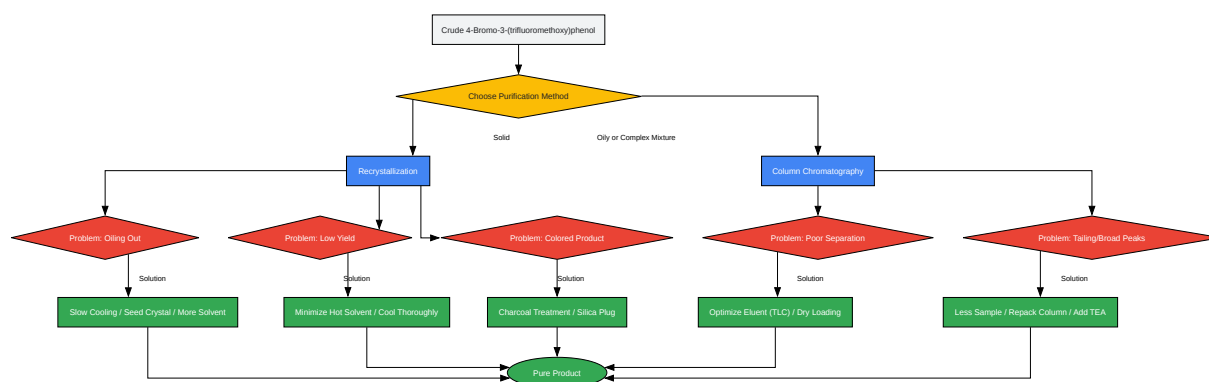 Crude 4-Bromo-3-(trifluoromethoxy)phenol
Choose Purification Method
Solid
Oily or Complex Mixture
Recrystallization
Column Chromatography
Problem: Oiling Out
Problem: Low Yield
Problem: Colored Product
Problem: Poor Separation
Problem: Tailing/Broad Peaks
Solution
Solution
Solution
Solution
Solution
Slow Cooling / Seed Crystal / More Solvent
Minimize Hot Solvent / Cool Thoroughly
Charcoal Treatment / Silica Plug
Optimize Eluent (TLC) / Dry Loading
Less Sample / Repack Column / Add TEA
Pure Product